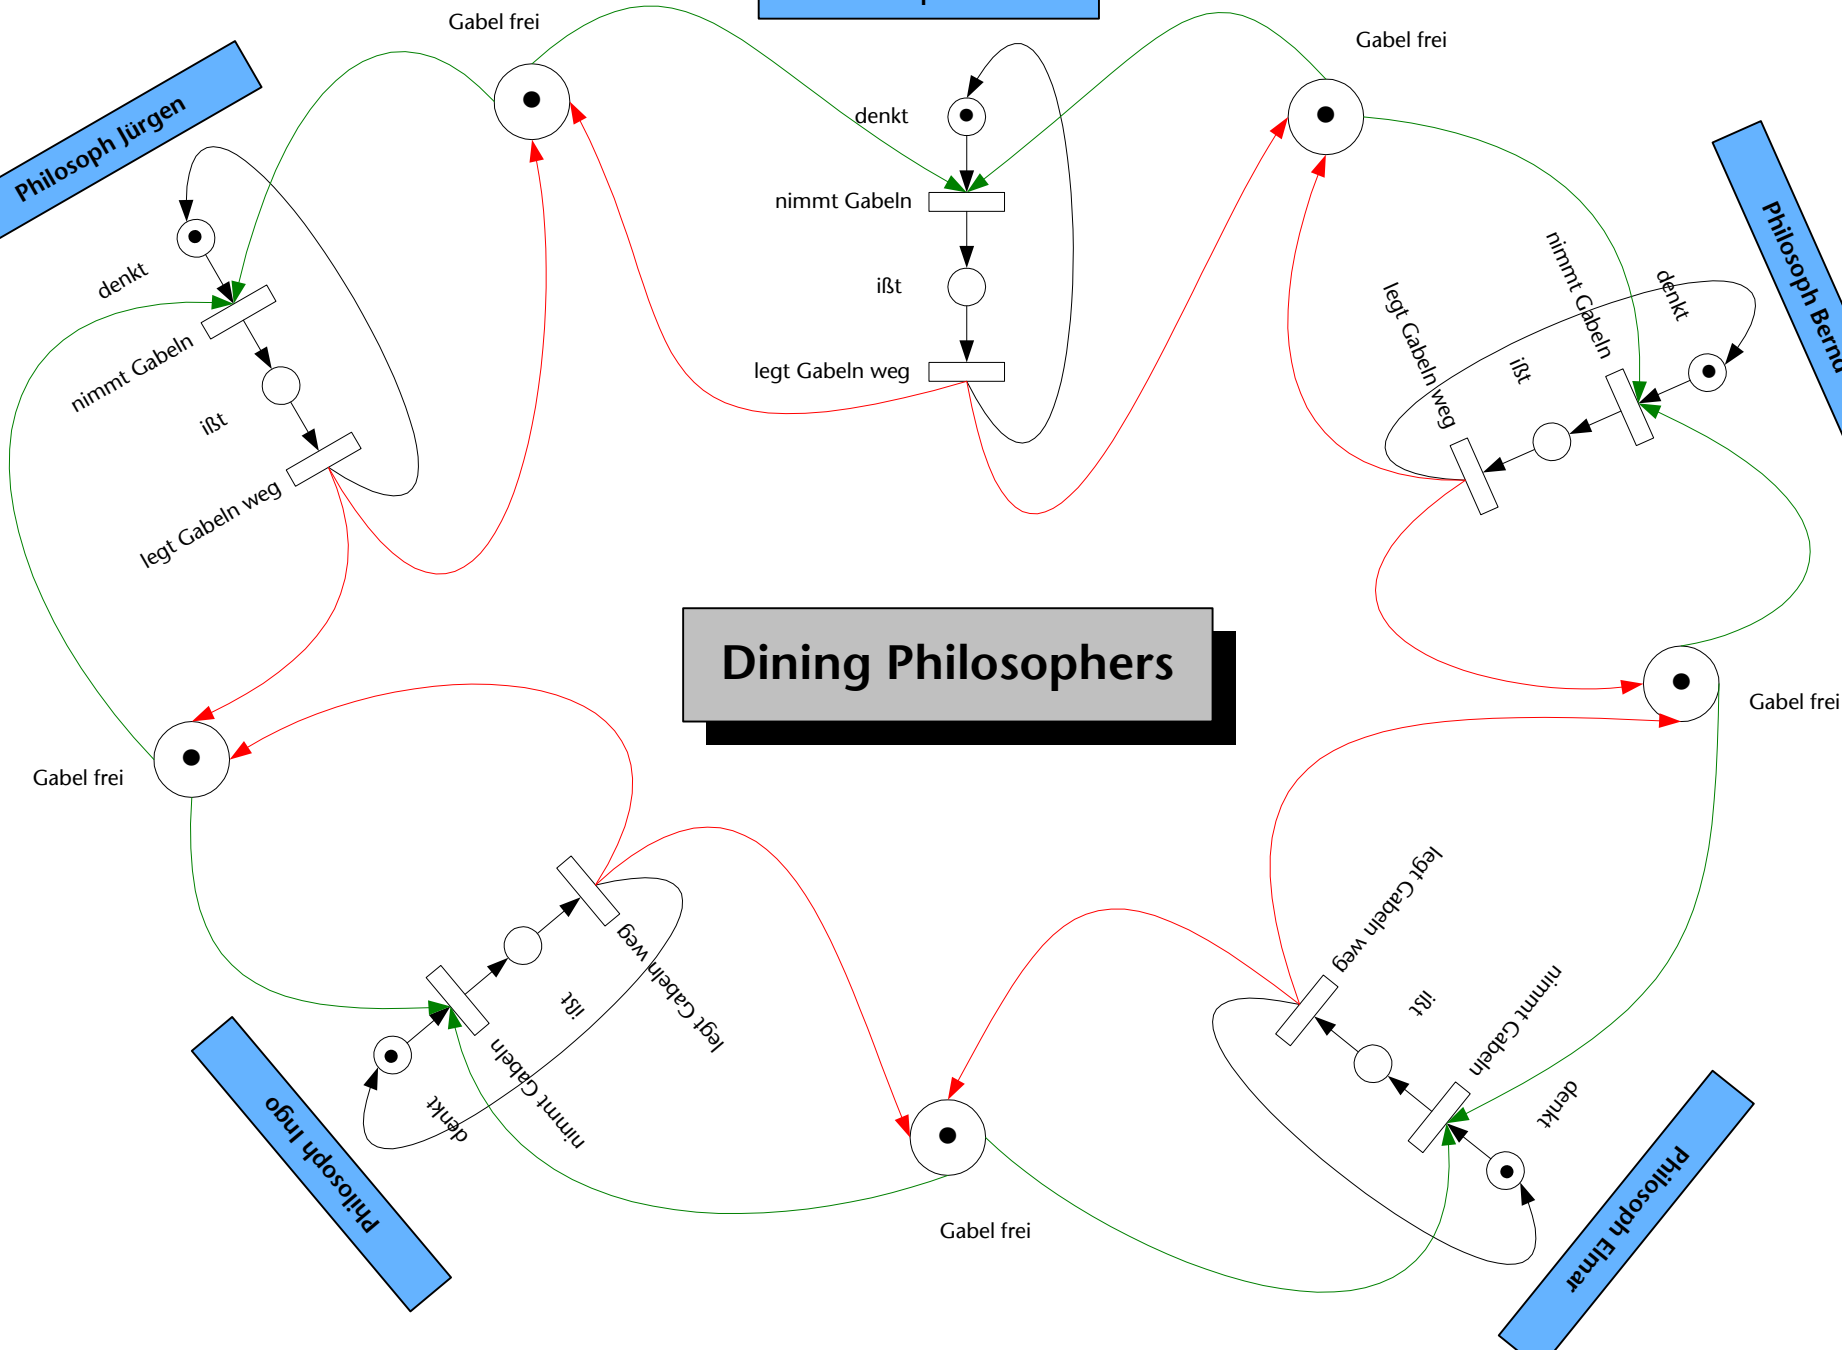 Gabel frei
Gabel frei
Philosoph Jürgen
denkt
nimmt Gabeln
ißt
legt Gabeln weg
denkt
nimmt Gabeln
ißt
legt Gabeln weg
Philosoph Bernd
denkt
nimmt Gabeln
ißt
legt Gabeln weg
Dining Philosophers
Gabel frei
Gabel frei
legt Gabeln weg
ißt
nimmt Gabeln
denkt
Philosoph Ingo
legt Gabeln weg
ißt
nimmt Gabeln
denkt
Philosoph Elmar
Gabel frei